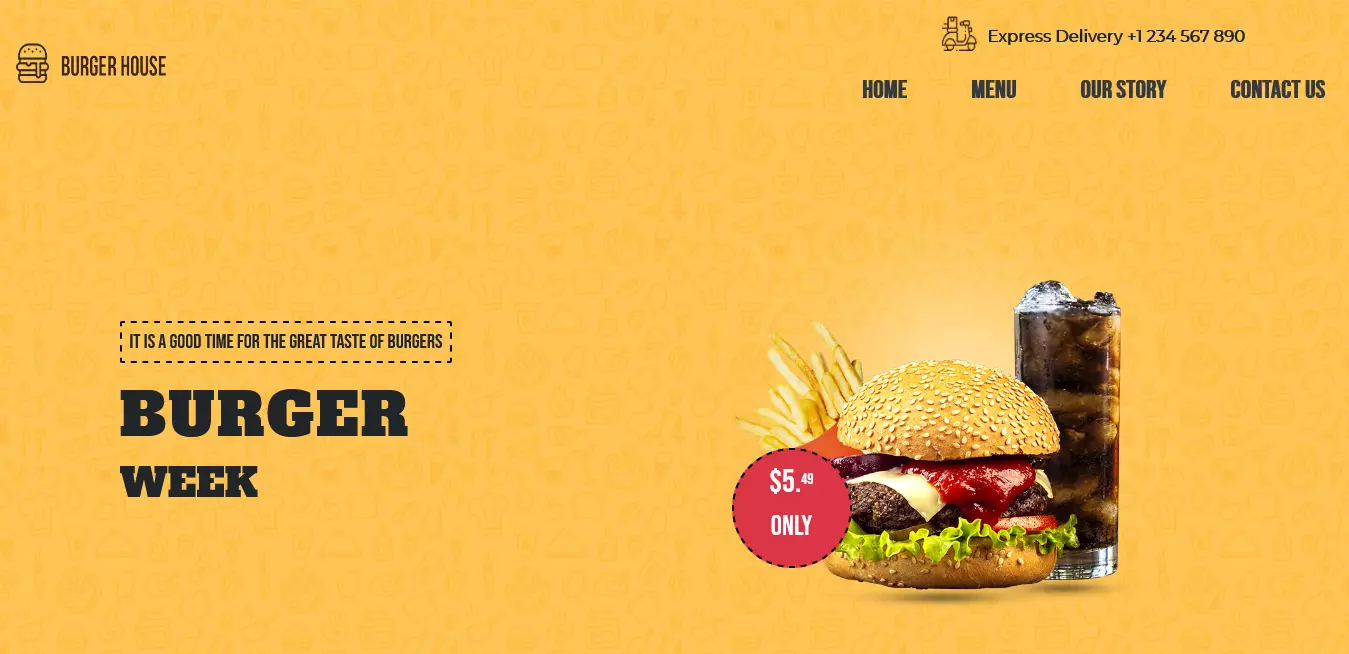 Express Delivery +1 234 567 890
BURGER HOUSE
HOME MENU OUR STORY CONTACT US
IT IS A GOOD TIME FOR THE GREAT TASTE OF BURGERS
BURGER
WEEK
$5.49
ONLY